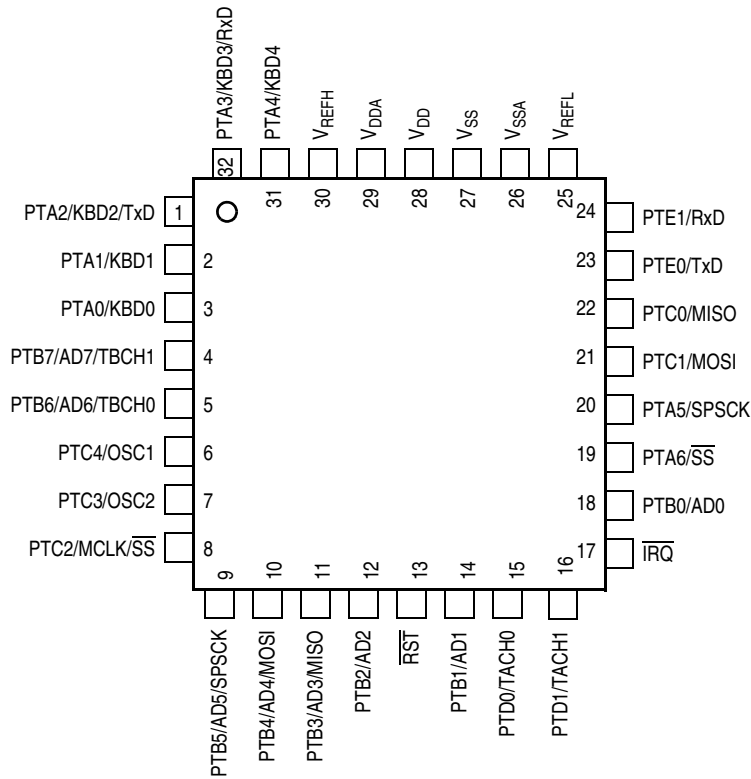 PTA3/KBD3/RxD
PTA4/KBD4
VREFH
VDDA
VDD
VSS
VSSA
VREFL
32
31
30
29
28
27
26
25
PTA2/KBD2/TxD 1
PTA1/KBD1 2
PTA0/KBD0 3
PTB7/AD7/TBCH1 4
PTB6/AD6/TBCH0 5
PTC4/OSC1 6
PTC3/OSC2 7
PTC2/MCLK/S̅S̅ 8
24 PTE1/RxD
23 PTE0/TxD
22 PTC0/MISO
21 PTC1/MOSI
20 PTA5/SPSCK
19 PTA6/S̅S̅
18 PTB0/AD0
17 I̅R̅Q̅
9
10
11
12
13
14
15
16
PTB5/AD5/SPSCK
PTB4/AD4/MOSI
PTB3/AD3/MISO
PTB2/AD2
R̅S̅T̅
PTB1/AD1
PTD0/TACH0
PTD1/TACH1